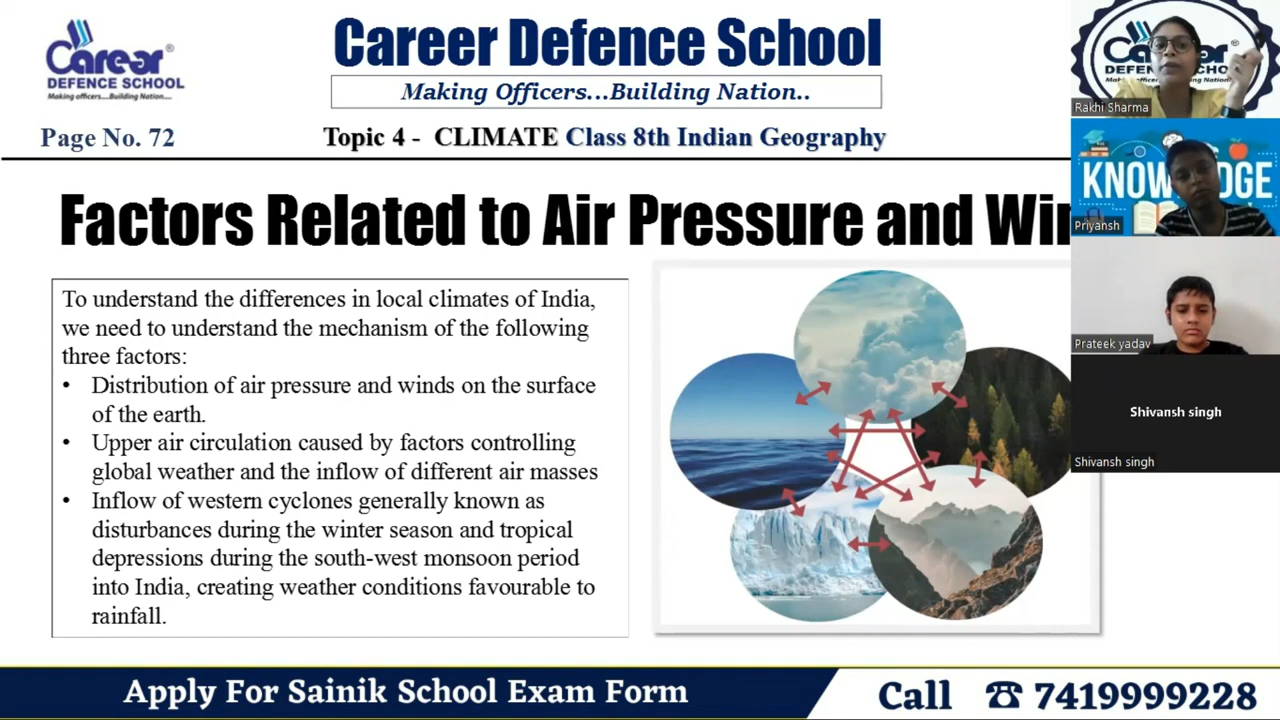 Career
DEFENCE SCHOOL
Making officers....Building Nation....
Career Defence School
Making Officers...Building Nation..
Page No. 72
Topic 4 - CLIMATE Class 8th Indian Geography
Factors Related to Air Pressure and
To understand the differences in local climates of India,
we need to understand the mechanism of the following
three factors:
• Distribution of air pressure and winds on the surface
of the earth.
• Upper air circulation caused by factors controlling
global weather and the inflow of different air masses
• Inflow of western cyclones generally known as
disturbances during the winter season and tropical
depressions during the south-west monsoon period
into India, creating weather conditions favourable to
rainfall.
DEFENCE
Rakhi Sharma
Priyansh
Prateek yadav
Shivansh singh
Shivansh singh
Apply For Sainik School Exam Form
Call ☎ 7419999228